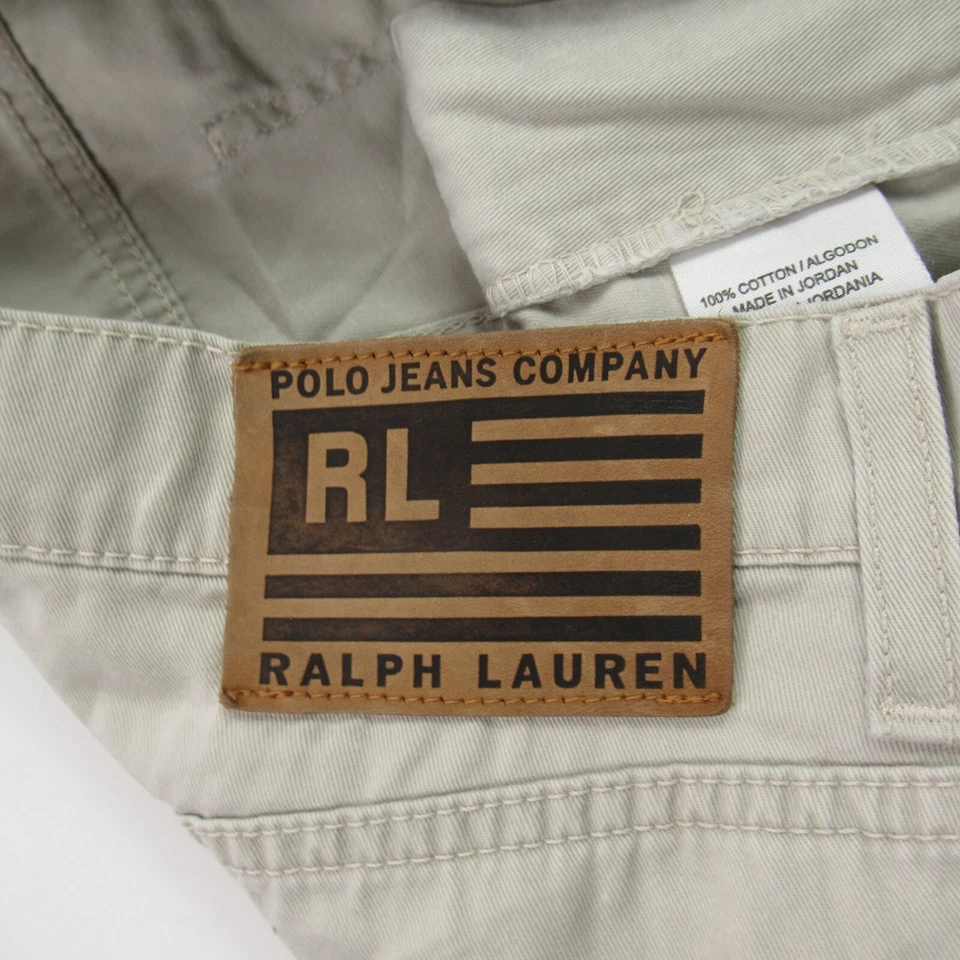 100% COTTON / ALGODON
MADE IN JORDAN
JORDANIA
POLO JEANS COMPANY
RL
RALPH LAUREN